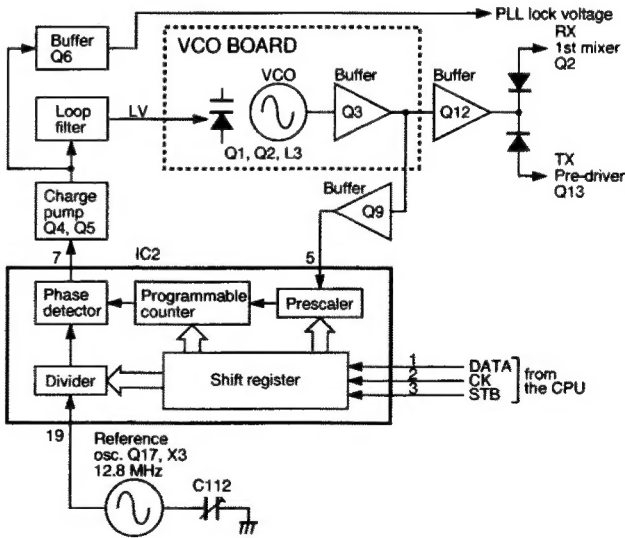 PLL lock voltage
Buffer
Q6
VCO BOARD
RX
1st mixer
Q2
VCO
Buffer
Buffer
Loop
filter
LV
Q3
Q12
Q1, Q2, L3
TX
Pre-driver
Q13
Charge
pump
Q4, Q5
Buffer
Q9
7
IC2
5
Phase
detector
Programmable
counter
Prescaler
Divider
Shift register
1
DATA
2
CK
3
STB
from
the CPU
19
Reference
osc. Q17, X3
12.8 MHz
C112